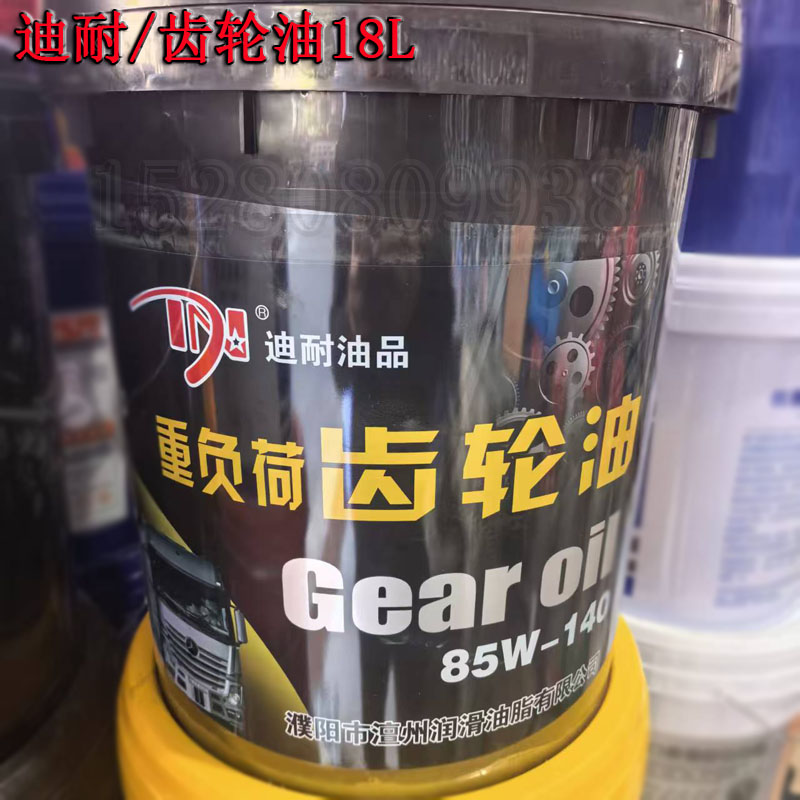 迪耐/齿轮油18L
15280809938
TDN
®
迪耐油品
重负荷齿轮油
Gear oil
85W-140
濮阳市澶州润滑油脂有限公司